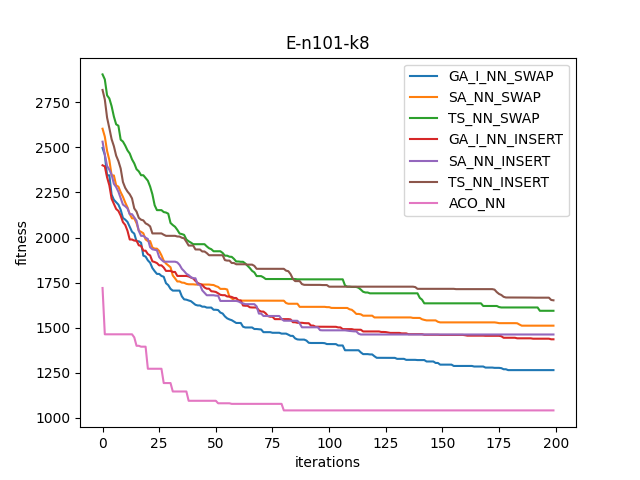 E-n101-k8
fitness
2750
2500
2250
2000
1750
1500
1250
1000
GA_I_NN_SWAP
SA_NN_SWAP
TS_NN_SWAP
GA_I_NN_INSERT
SA_NN_INSERT
TS_NN_INSERT
ACO_NN
0 25 50 75 100 125 150 175 200
iterations